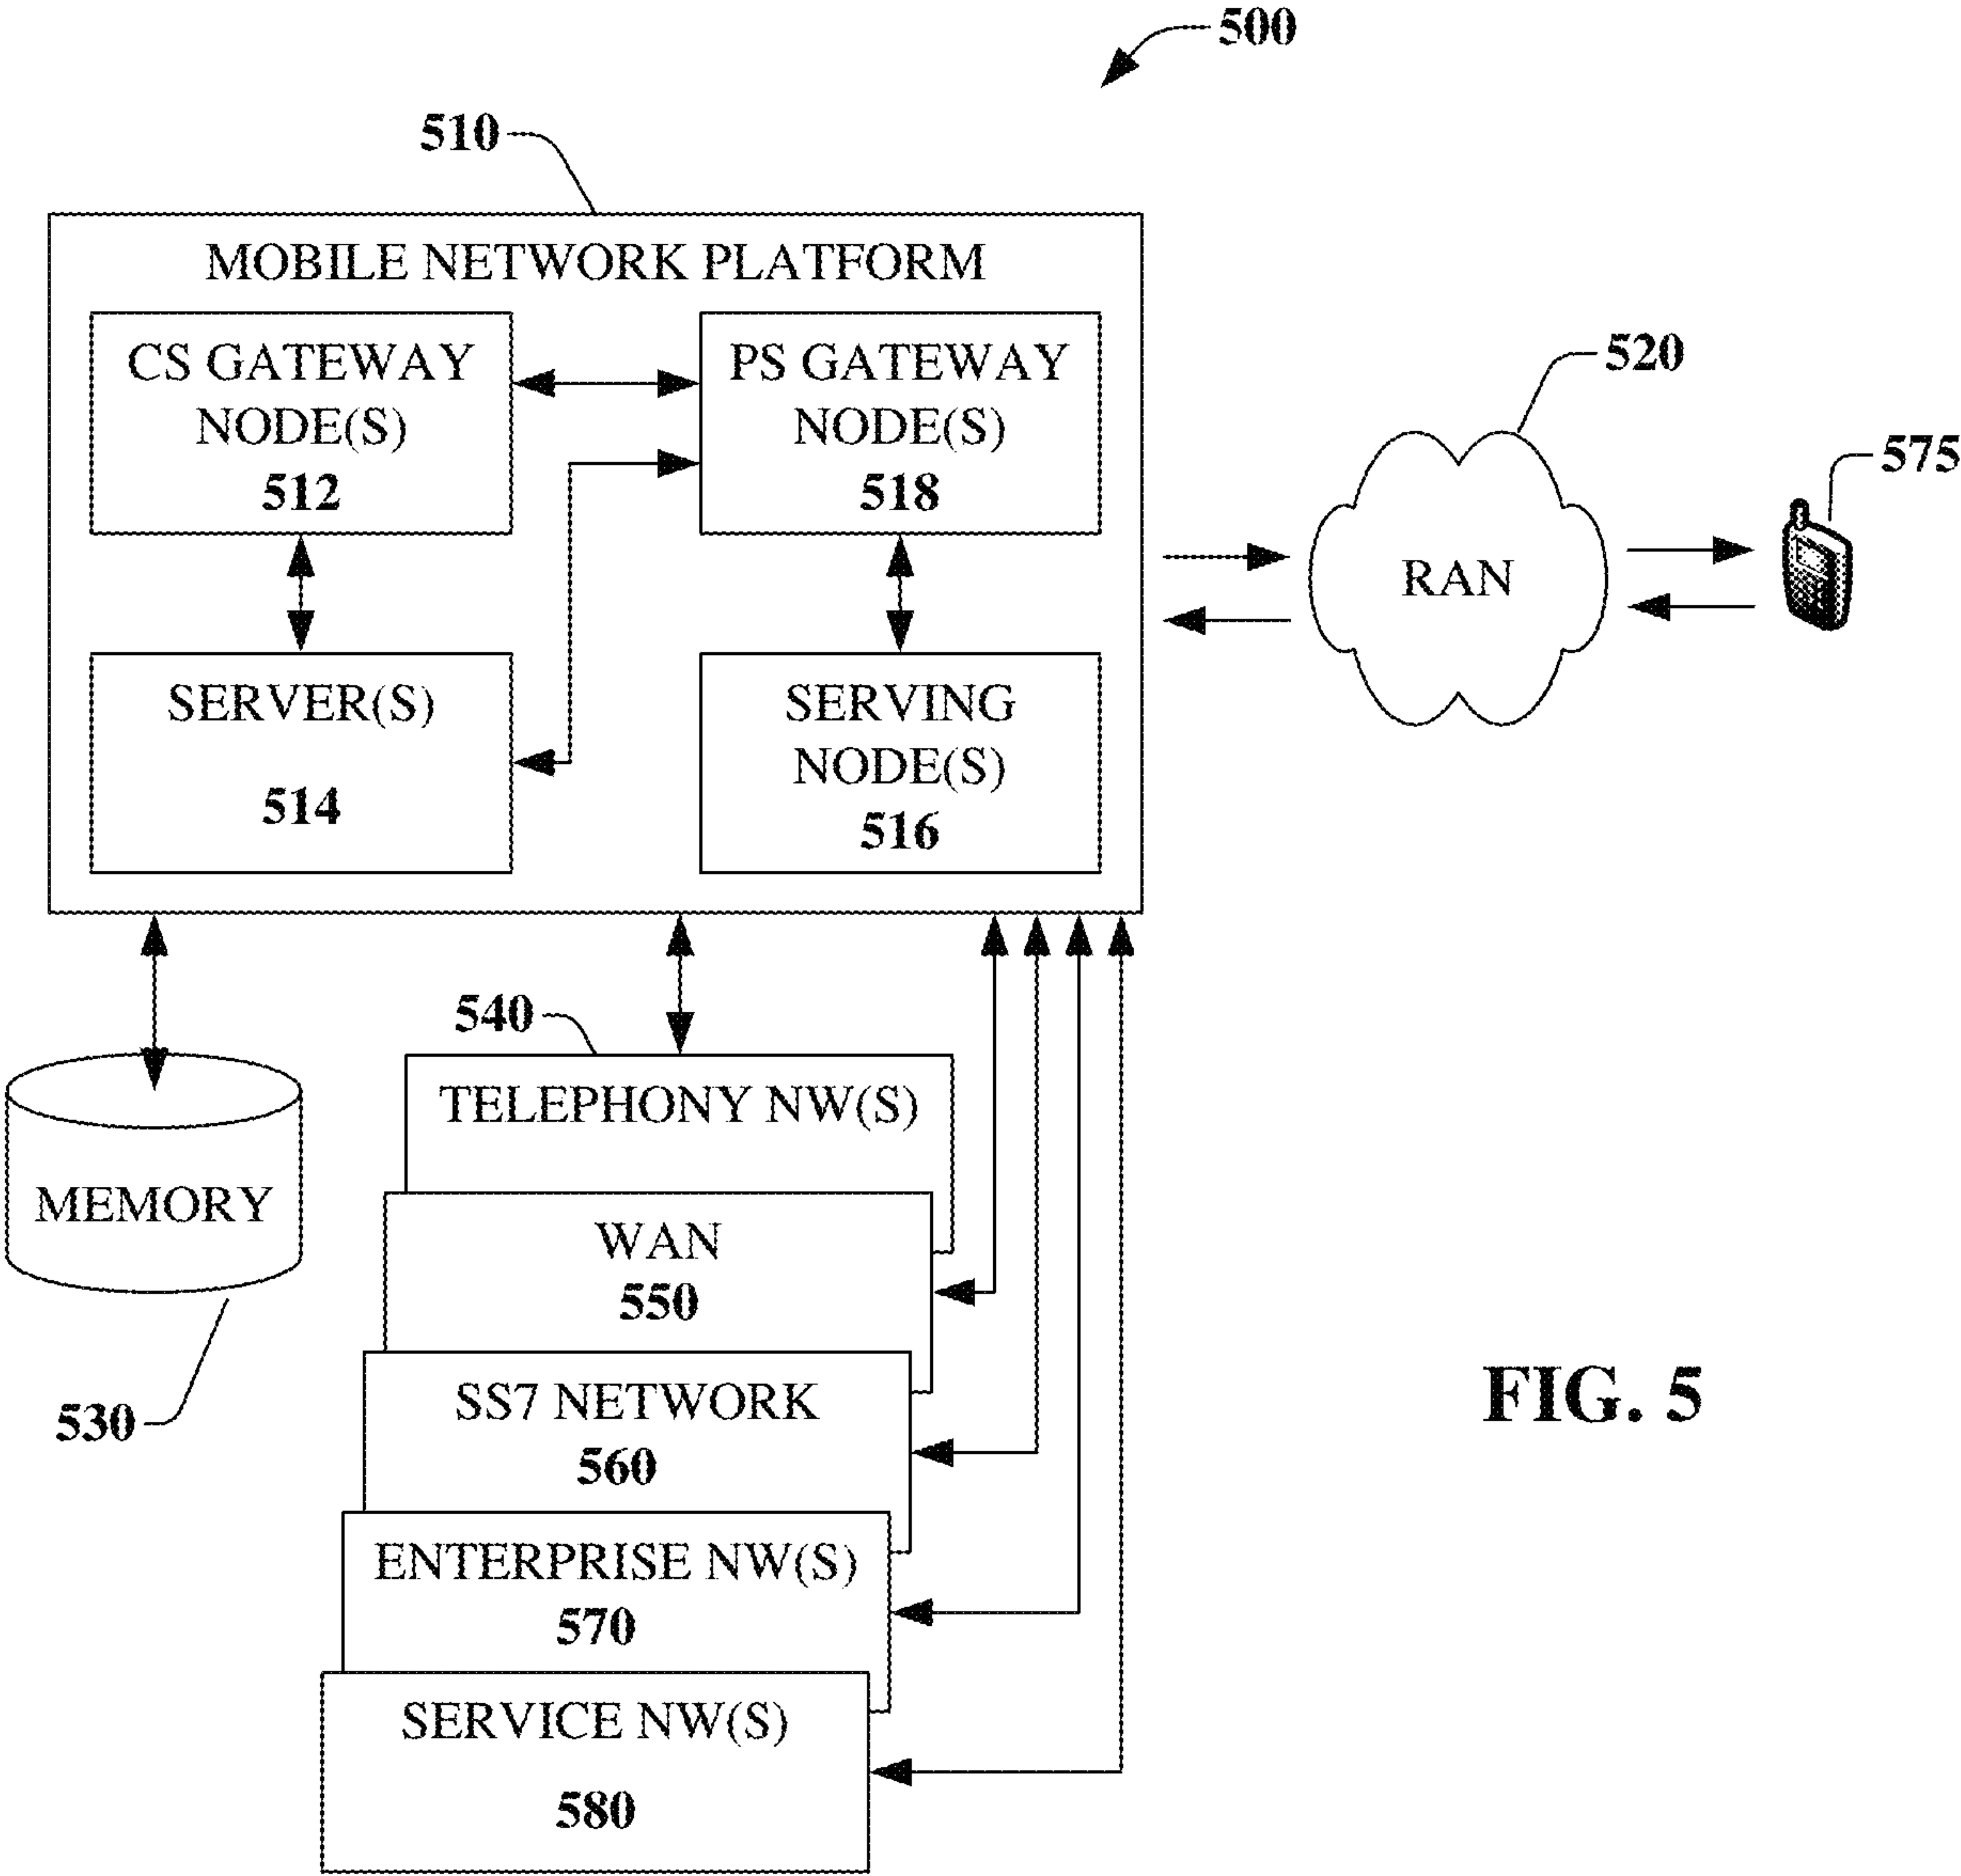 500
510
MOBILE NETWORK PLATFORM
CS GATEWAY
NODE(S)
512
PS GATEWAY
NODE(S)
518
SERVER(S)
514
SERVING
NODE(S)
516
520
RAN
575
540
TELEPHONY NW(S)
MEMORY
530
WAN
550
SS7 NETWORK
560
ENTERPRISE NW(S)
570
SERVICE NW(S)
580
FIG. 5